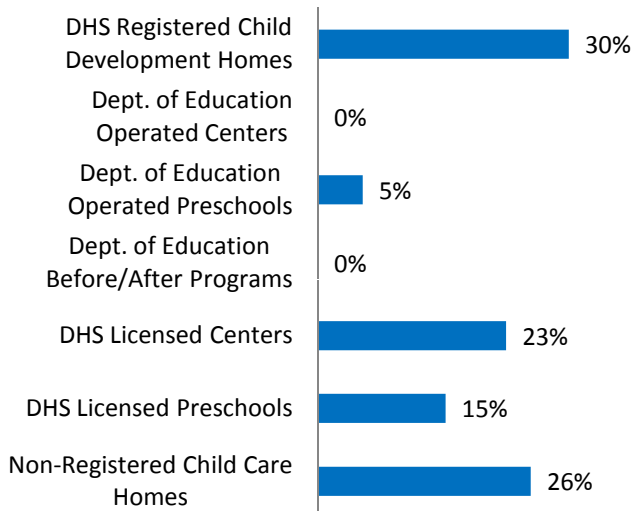 DHS Registered Child
Development Homes
30%
Dept. of Education
Operated Centers
0%
Dept. of Education
Operated Preschools
5%
Dept. of Education
Before/After Programs
0%
DHS Licensed Centers
23%
DHS Licensed Preschools
15%
Non-Registered Child Care
Homes
26%